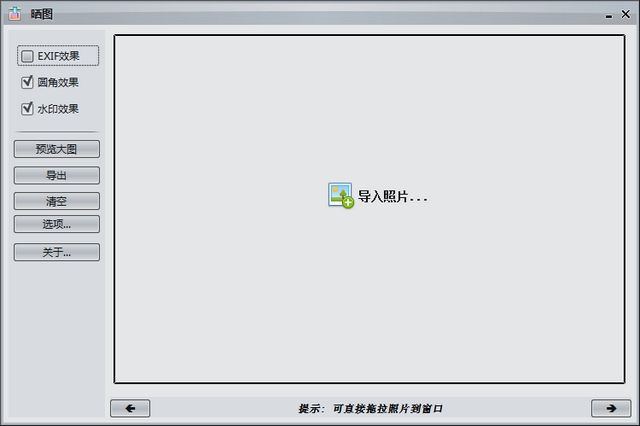 晒图
EXIF效果
圆角效果
水印效果
预览大图
导出
清空
选项...
关于...
导入照片...
提示: 可直接拖拉照片到窗口